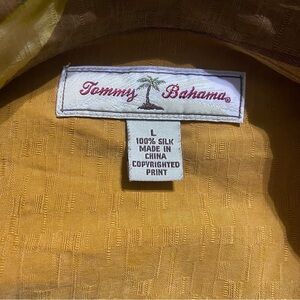 Tommy Bahama®
L
100% SILK
MADE IN
CHINA
COPYRIGHTED
PRINT